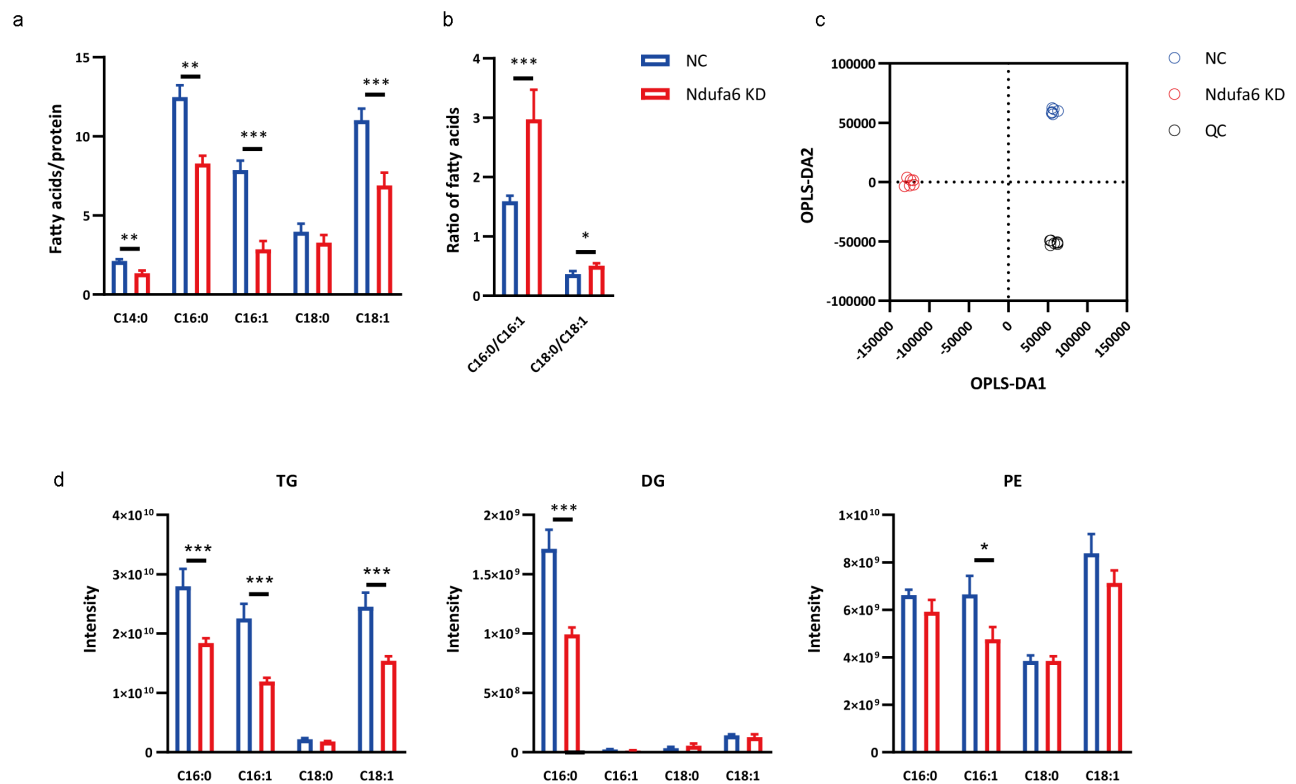 a
Fatty acids/protein
15
10
5
0
**
**
***
***
C14:0
C16:0
C16:1
C18:0
C18:1
b
Ratio of fatty acids
4
3
2
1
0
***
*
C16:0/C16:1
C18:0/C18:1
NC
Ndufa6 KD
c
OPLS-DA2
100000
50000
0
-50000
-100000
-150000
-100000
-50000
0
50000
100000
150000
OPLS-DA1
NC
Ndufa6 KD
QC
d
TG
Intensity
4×10¹⁰
3×10¹⁰
2×10¹⁰
1×10¹⁰
0
***
***
***
C16:0
C16:1
C18:0
C18:1
DG
Intensity
2×10⁹
1.5×10⁹
1×10⁹
5×10⁸
0
***
C16:0
C16:1
C18:0
C18:1
PE
Intensity
1×10¹⁰
8×10⁹
6×10⁹
4×10⁹
2×10⁹
0
*
C16:0
C16:1
C18:0
C18:1